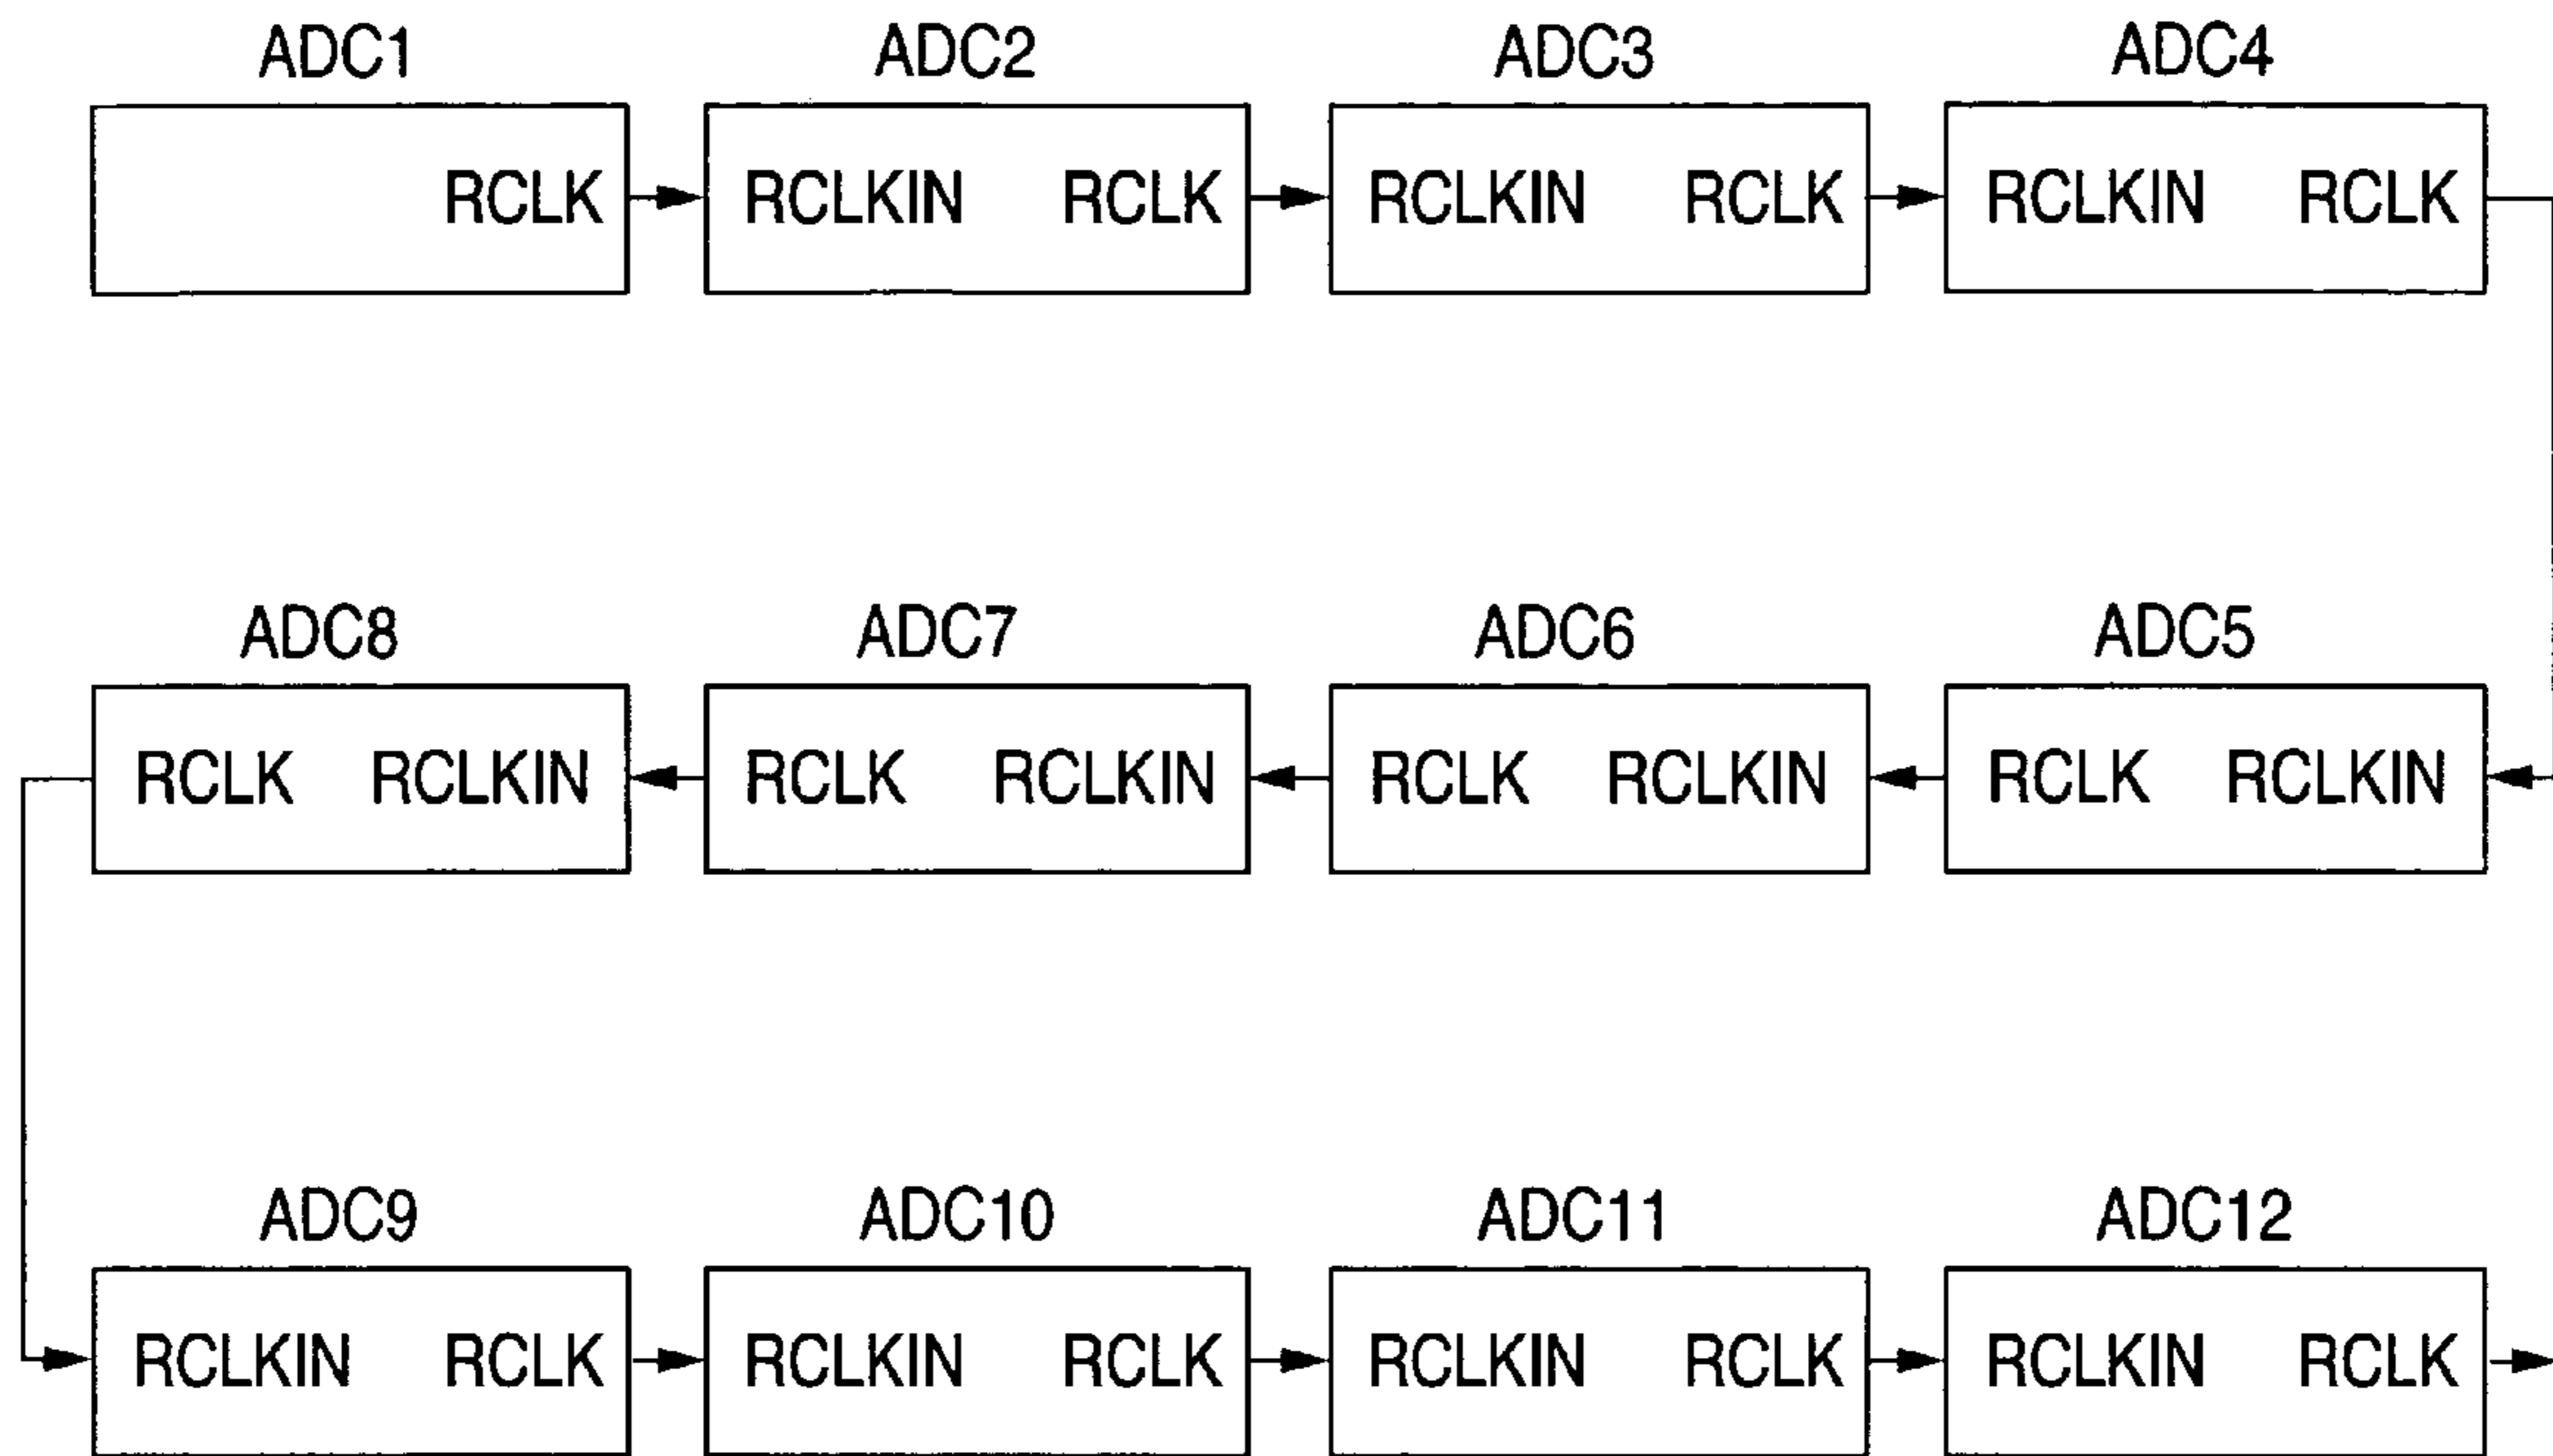 ADC1 ADC2 ADC3 ADC4
RCLK RCLKIN RCLK RCLKIN RCLK RCLKIN RCLK
ADC8 ADC7 ADC6 ADC5
RCLK RCLKIN RCLK RCLKIN RCLK RCLKIN RCLK RCLKIN
ADC9 ADC10 ADC11 ADC12
RCLKIN RCLK RCLKIN RCLK RCLKIN RCLK RCLKIN RCLK